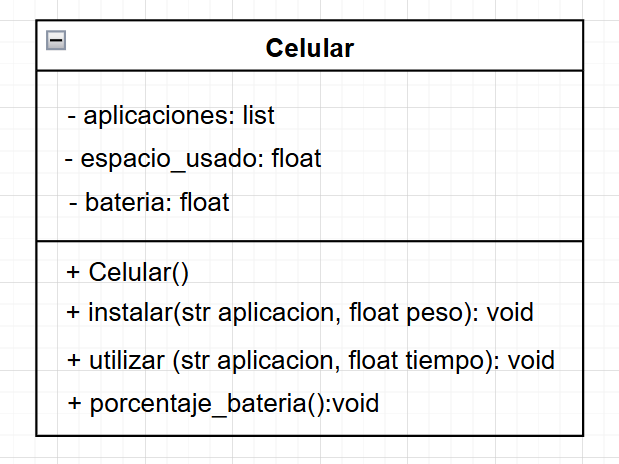 Celular
- aplicaciones: list
- espacio_usado: float
- bateria: float
+ Celular()
+ instalar(str aplicacion, float peso): void
+ utilizar (str aplicacion, float tiempo): void
+ porcentaje_bateria():void